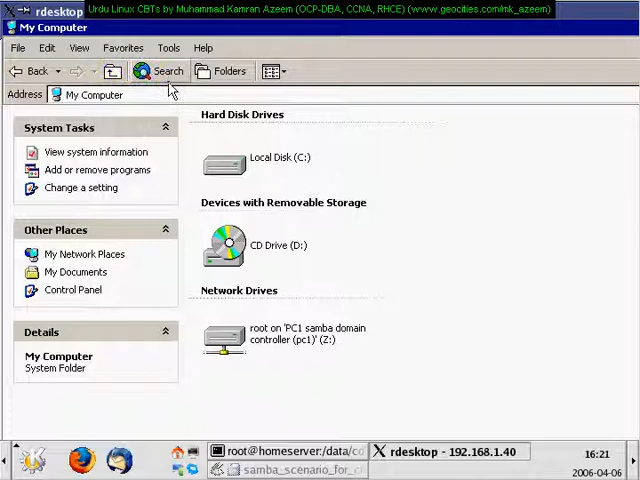 rdesktop
Urdu Linux CBTs by Muhammad Kamran Azeem (OCP-DBA, CCNA, RHCE) (www.geocities.com/mk_azeem)
My Computer
File Edit View Favorites Tools Help
Back Search Folders
Address My Computer
System Tasks
View system information
Add or remove programs
Change a setting
Other Places
My Network Places
My Documents
Control Panel
Details
My Computer
System Folder
Hard Disk Drives
Local Disk (C:)
Devices with Removable Storage
CD Drive (D:)
Network Drives
root on 'PC1 samba domain
controller (pc1)' (Z:)
root@homeserver:/data/cd
rdesktop - 192.168.1.40
samba_scenario_for_c
16:21
2006-04-06